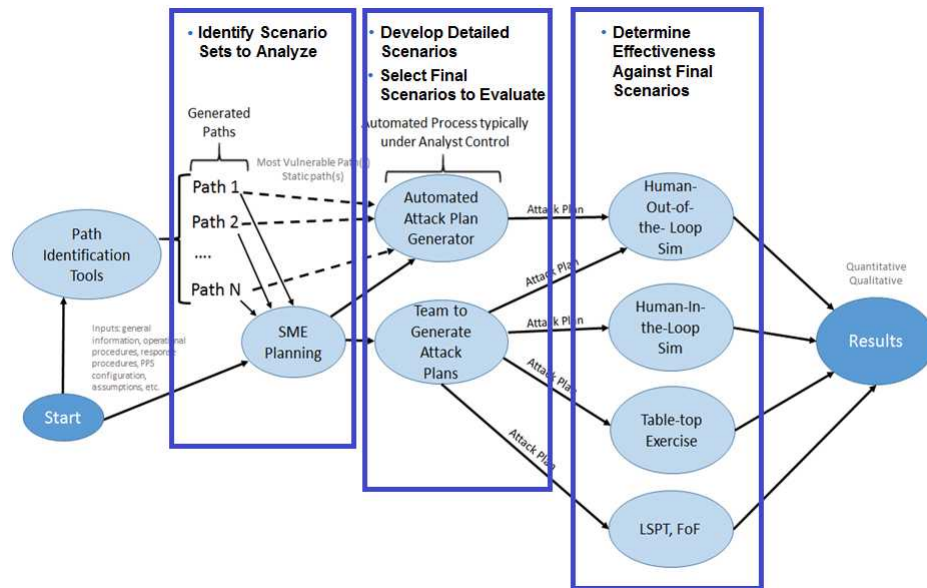 • Identify Scenario
Sets to Analyze
• Develop Detailed
Scenarios
• Select Final
Scenarios to Evaluate
• Determine
Effectiveness
Against Final
Scenarios
Generated
Paths
Path 1
Path 2
....
Path N
Most Vulnerable Path(s)
Static path(s)
Automated Process typically
under Analyst Control
Path
Identification
Tools
Inputs: general
information, operational
procedures, response
procedures, PPS
configuration,
assumptions, etc.
Start
SME
Planning
Automated
Attack Plan
Generator
Team to
Generate
Attack
Plans
Attack Plan
Attack Plan
Attack Plan
Attack Plan
Attack Plan
Human-
Out-of-
the- Loop
Sim
Human-In-
the-Loop
Sim
Table-top
Exercise
LSPT, FoF
Quantitative
Qualitative
Results